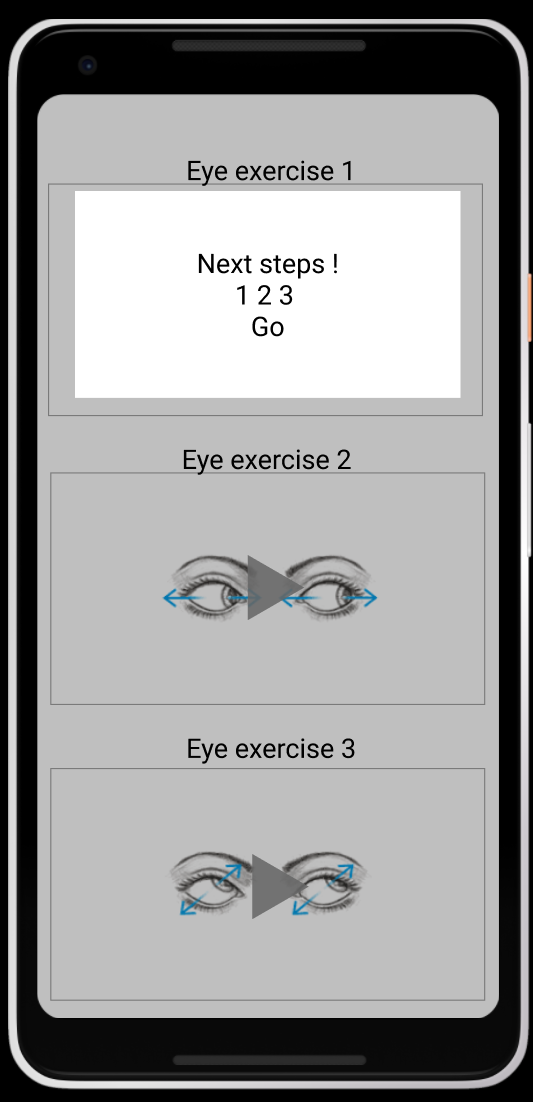 Eye exercise 1
Next steps !
1 2 3
Go
Eye exercise 2
Eye exercise 3